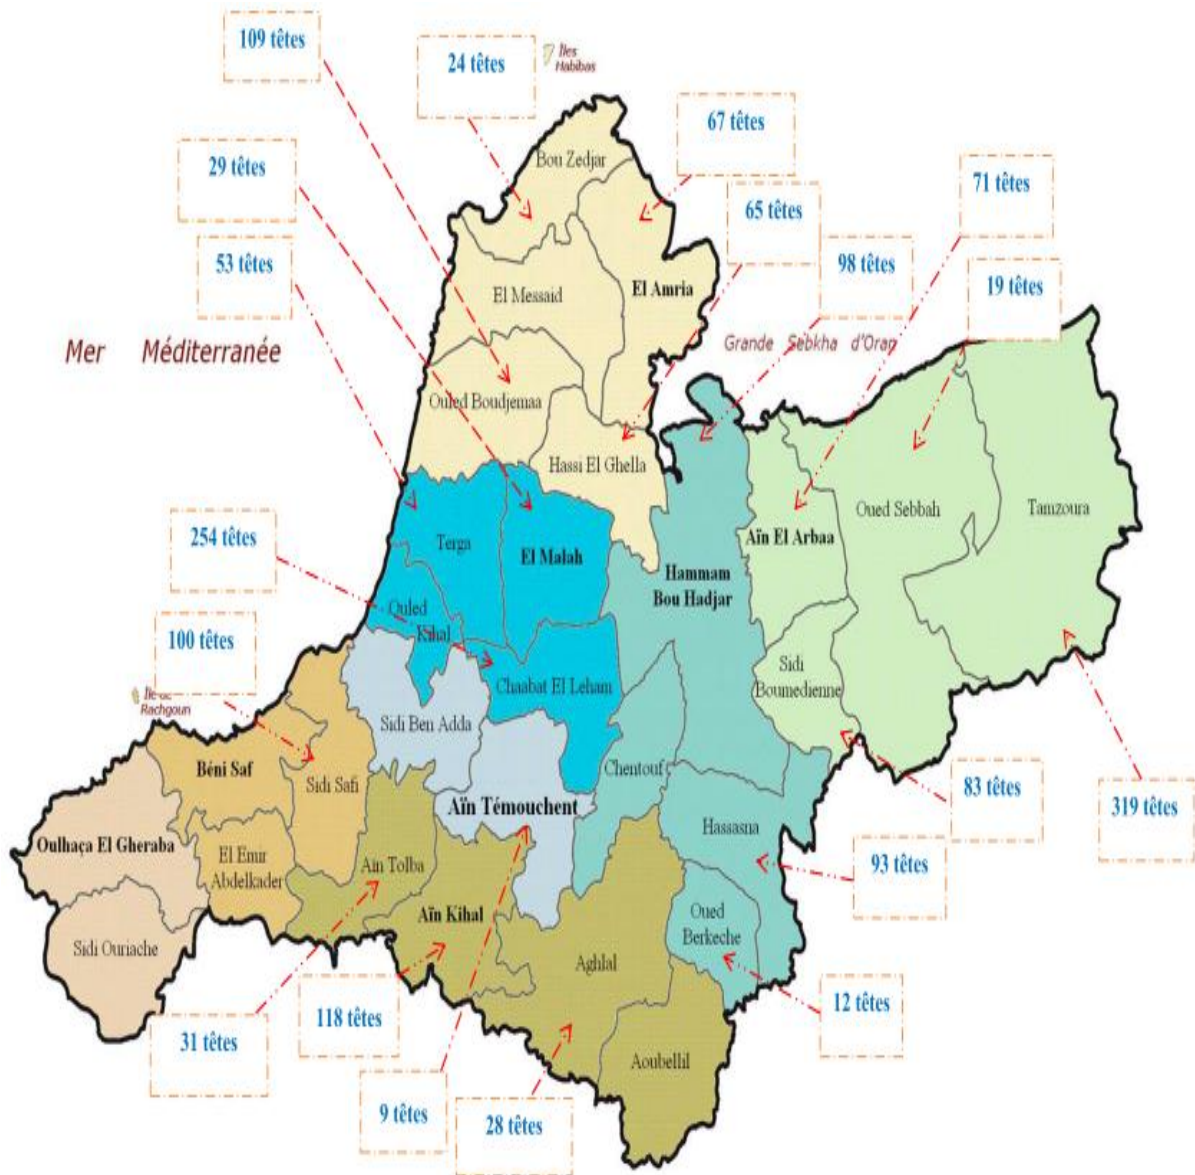 109 têtes
24 têtes
Îles
Habibas
67 têtes
29 têtes
Bou Zedjar
71 têtes
65 têtes
53 têtes
98 têtes
19 têtes
El Messaid
El Amria
Mer Méditerranée
Grande Sebkha d'Oran
Ouled Boudjemaa
Hassi El Ghella
254 têtes
Terga
El Malah
Aïn El Arbaa
Oued Sebbah
Tamzoura
Hammam
Bou Hadjar
Ouled
Kihal
100 têtes
Sidi
Boumedienne
Chaabat El Leham
Île de
Rachgoun
Sidi Ben Adda
Béni Saf
Sidi Safi
Chentouf
83 têtes
319 têtes
Aïn Témouchent
Hassasna
Oulhaça El Gheraba
El Emir
Abdelkader
Ain Tolba
93 têtes
Aïn Kihal
Oued
Berkeche
Sidi Ouriache
Aghlal
12 têtes
118 têtes
31 têtes
Aoubellil
9 têtes
28 têtes